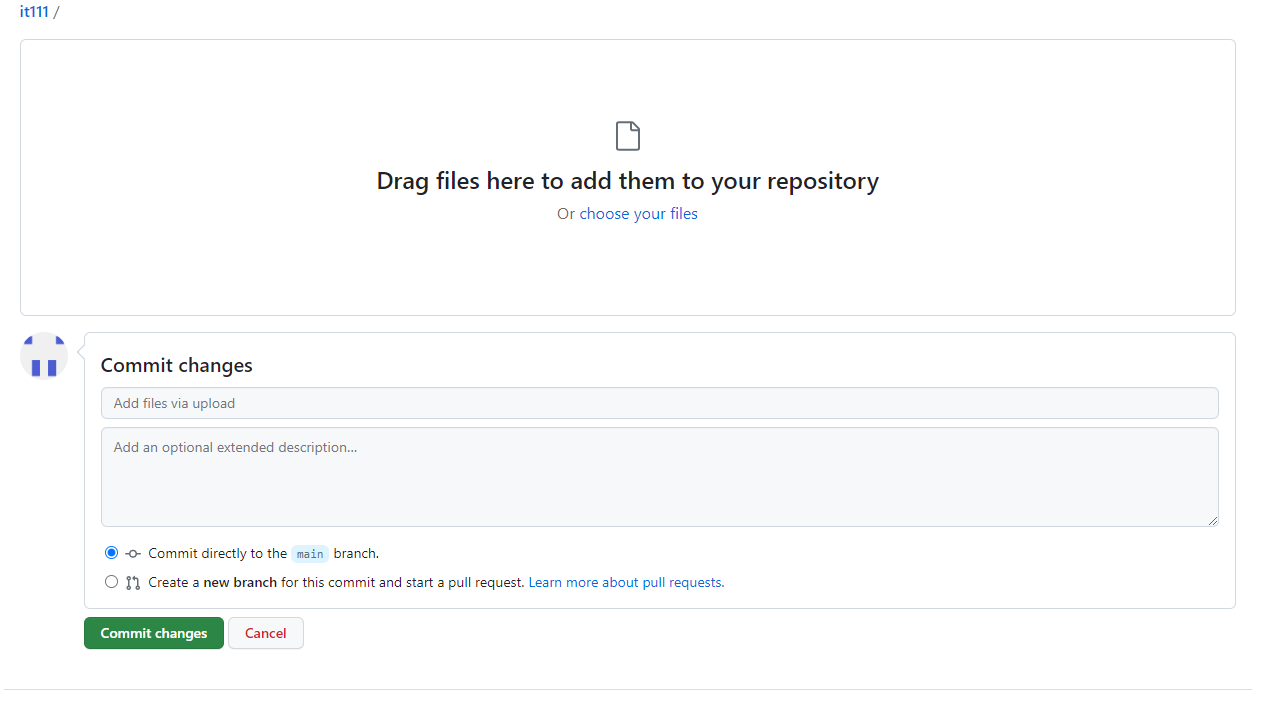 it111 /
Drag files here to add them to your repository
Or choose your files
Commit changes
Add files via upload
Add an optional extended description...
Commit directly to the main branch.
Create a new branch for this commit and start a pull request. Learn more about pull requests.
Commit changes Cancel